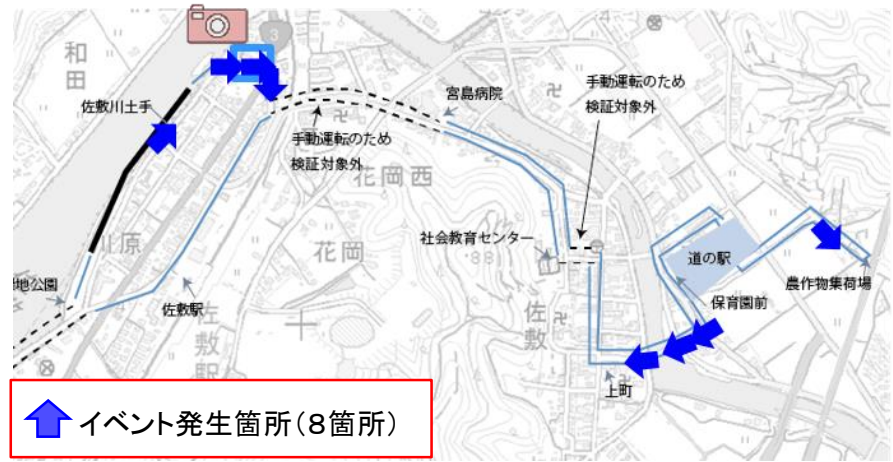 3
和
田
佐敷川土手
手動運転のため
検証対象外
宮島病院
手動運転のため
検証対象外
花岡西
花岡
川原
地公園
佐敷駅
佐敷駅
社会教育センター
88
佐敷
道の駅
保育園前
農作物集荷場
上町
イベント発生箇所(8箇所)